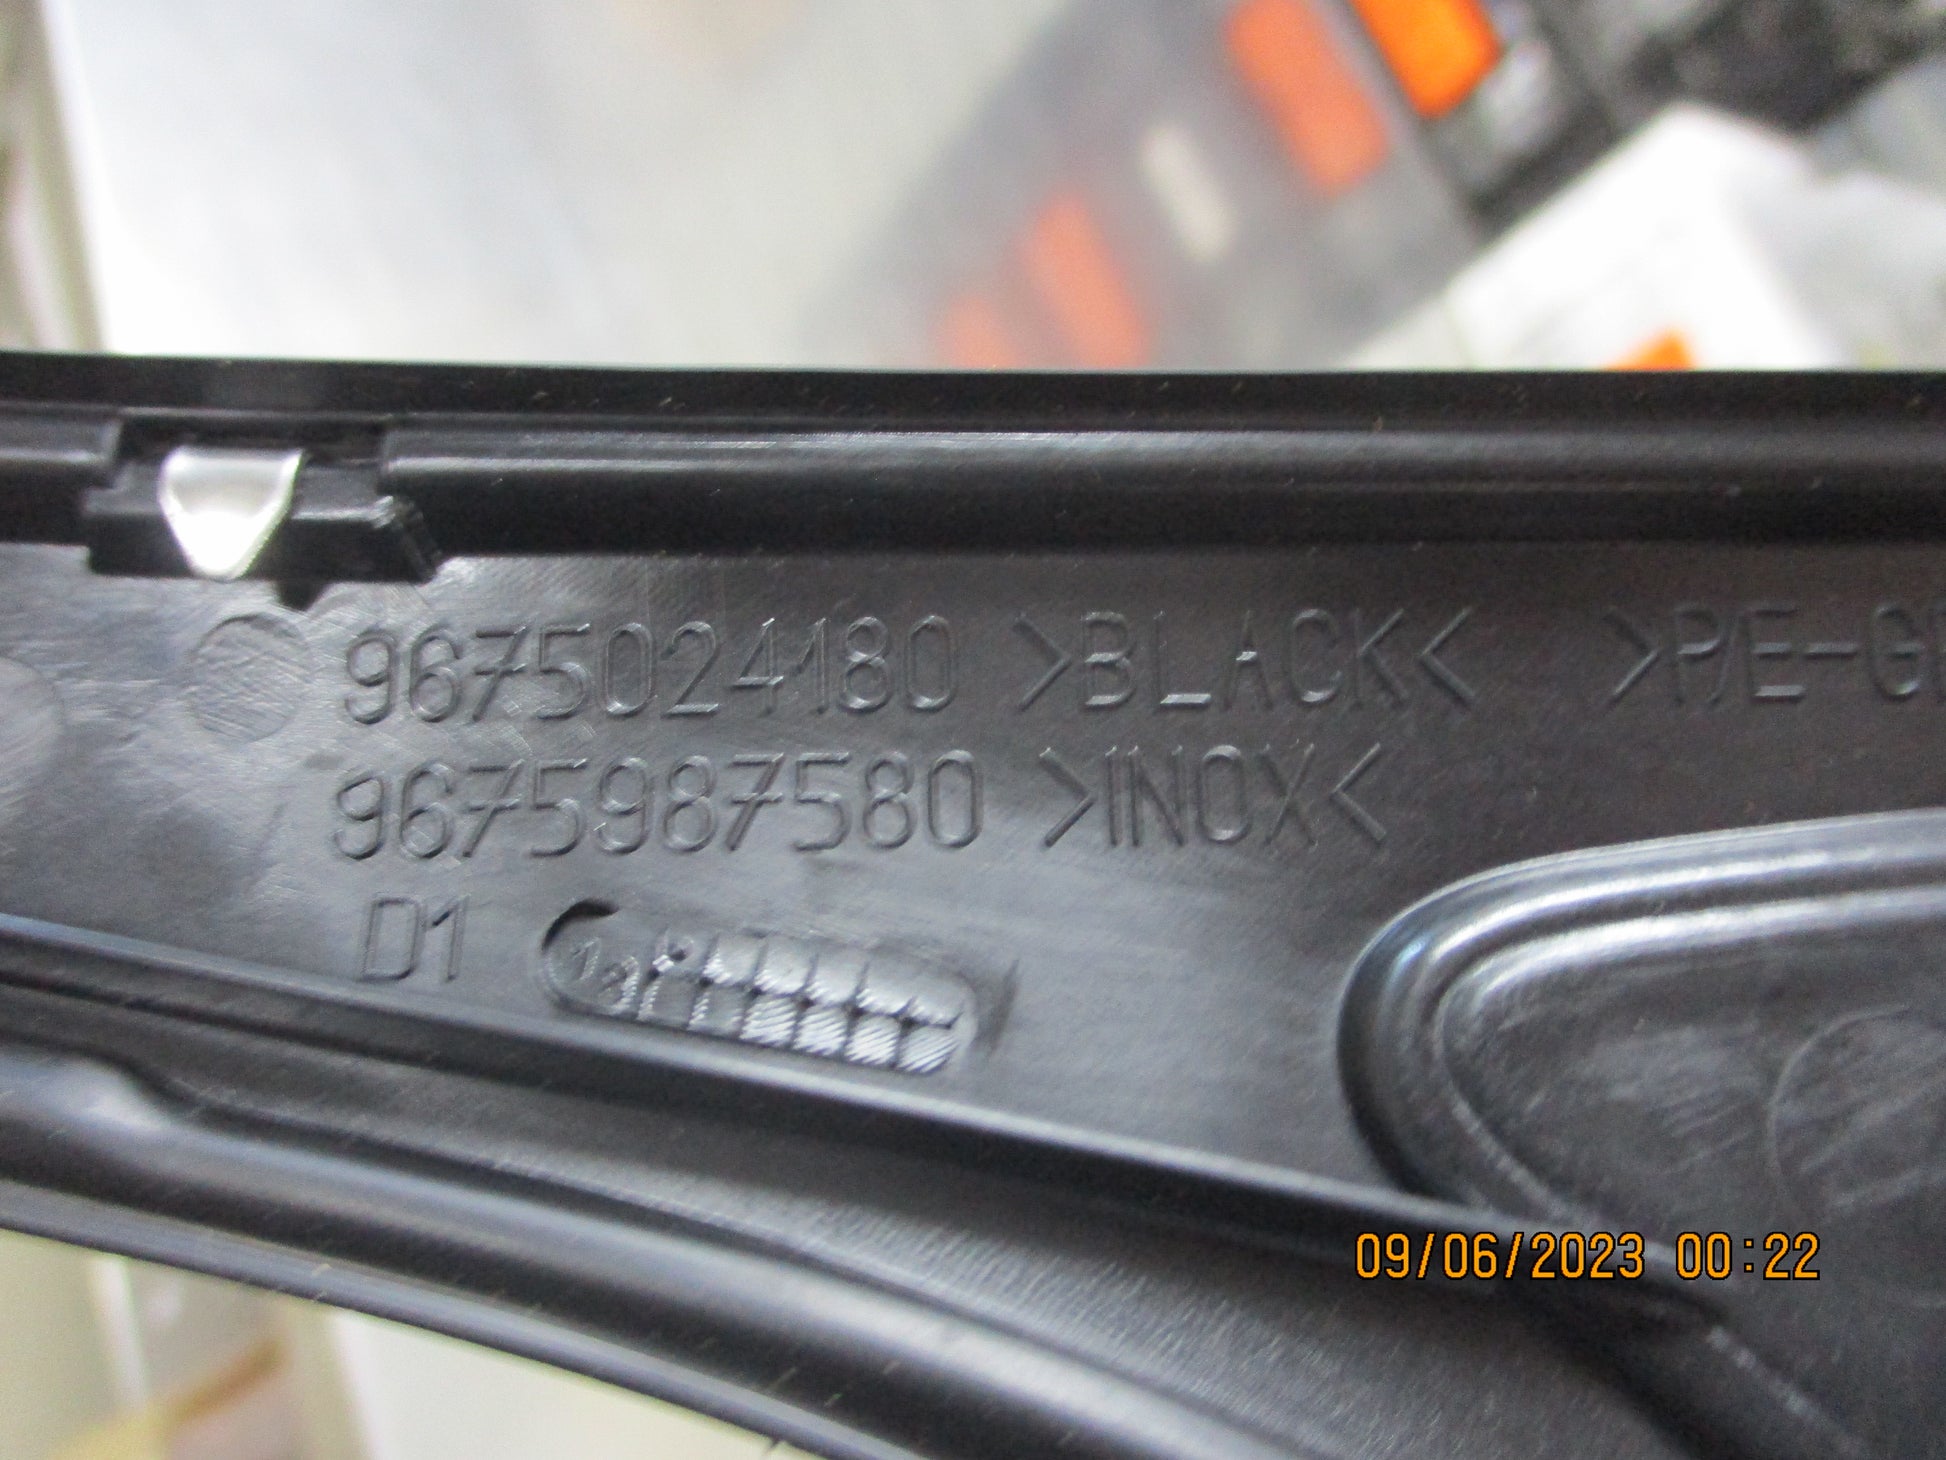 9675024180 >BLACK< >P/E-G
9675987580 >INOX<
D1
09/06/2023 00:22